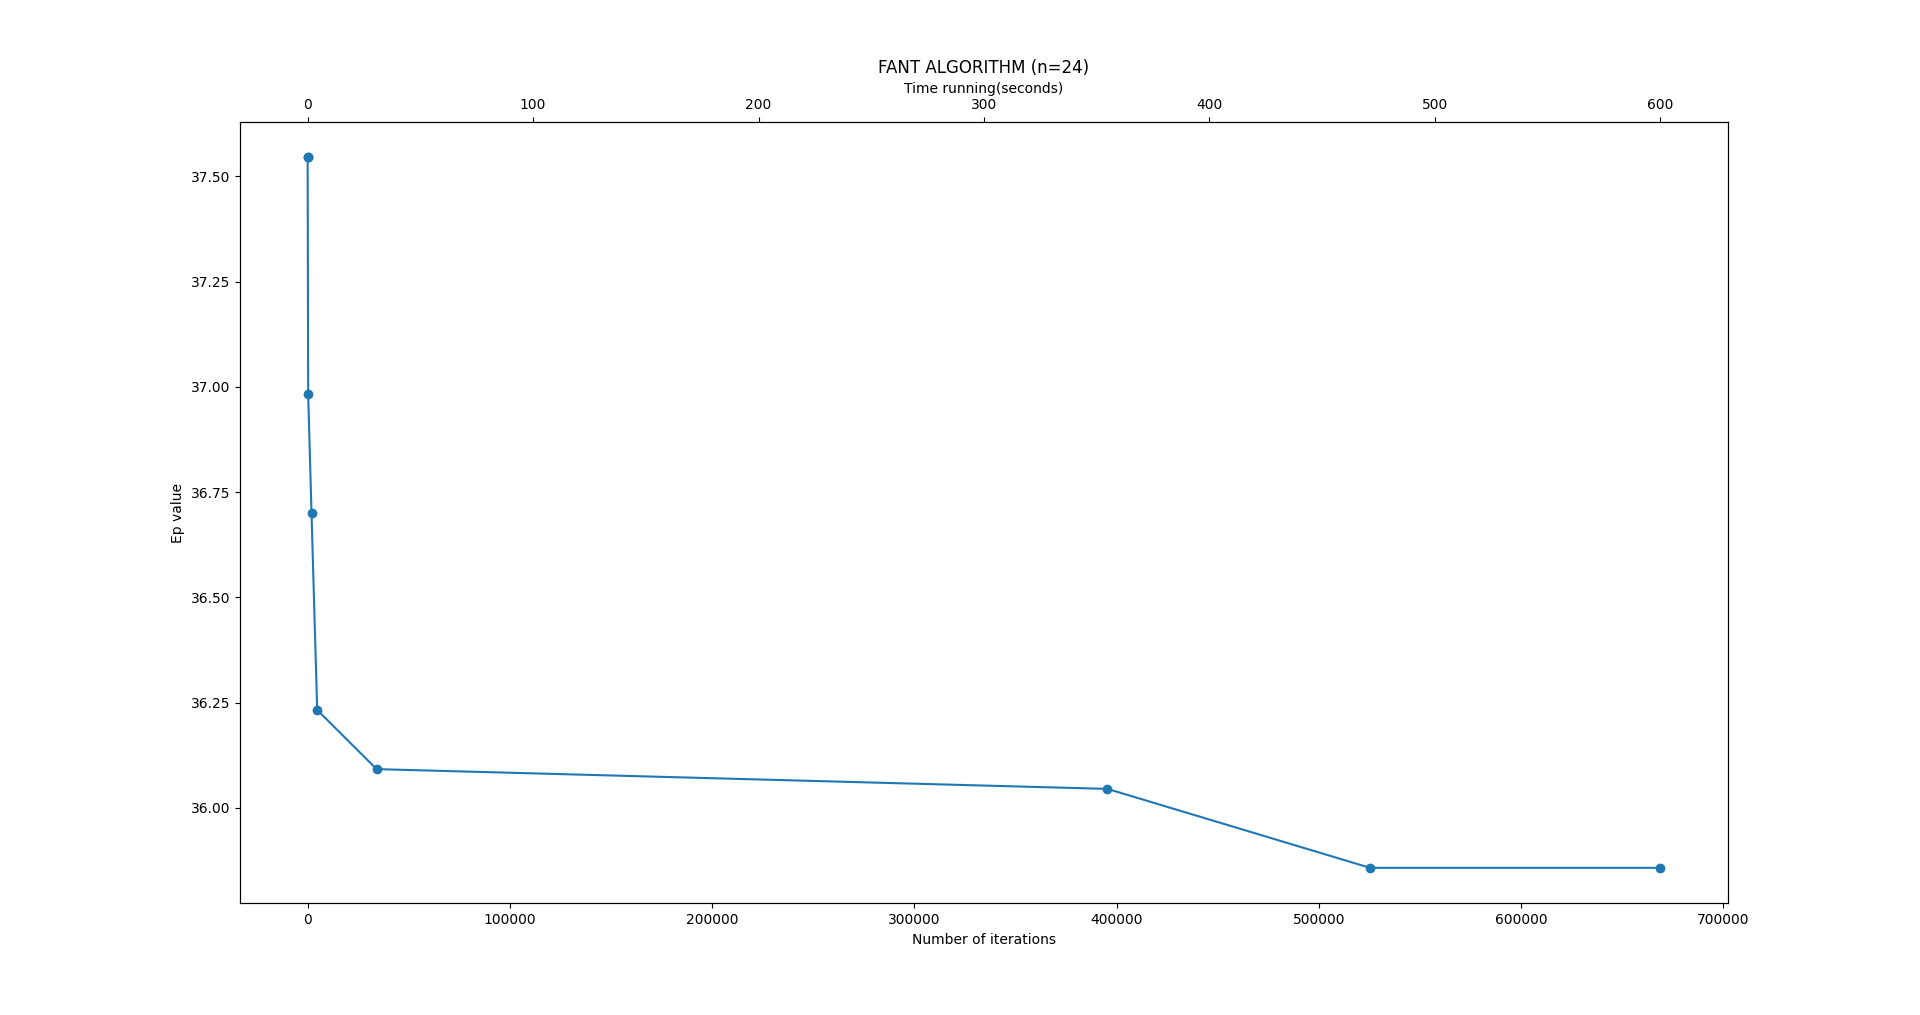 FANT ALGORITHM (n=24)
Time running(seconds)
0 100 200 300 400 500 600
37.50
37.25
37.00
36.75
36.50
36.25
36.00
Ep value
0 100000 200000 300000 400000 500000 600000 700000
Number of iterations